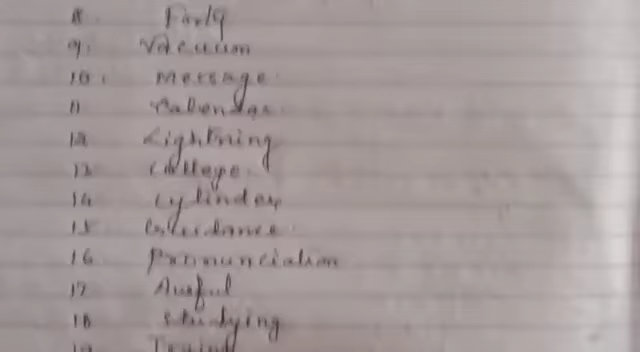 8.
9. Vacuum
10. Message.
11 Calendar.
12 Lightning
13 College.
14 Cylinder
15 Guidance.
16 Pronunciation
17 Awful
18 Studying
19